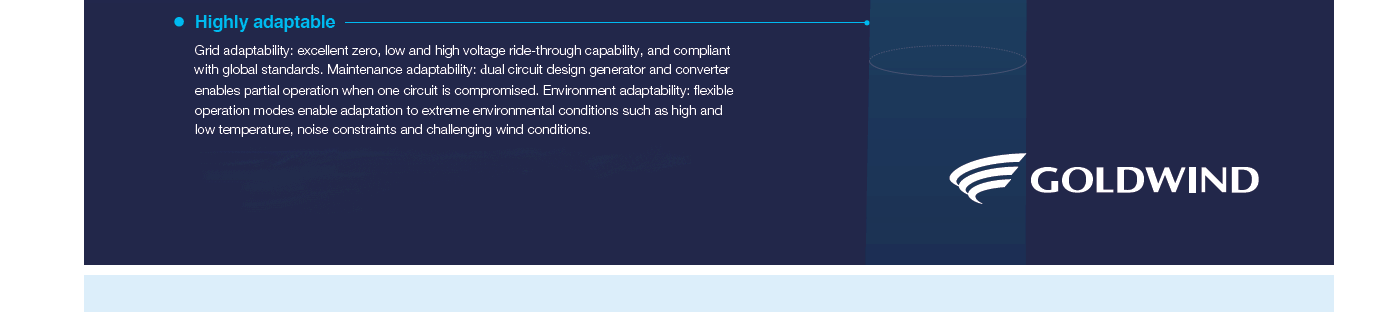 Highly adaptable
Grid adaptability: excellent zero, low and high voltage ride-through capability, and compliant
with global standards. Maintenance adaptability: dual circuit design generator and converter
enables partial operation when one circuit is compromised. Environment adaptability: flexible
operation modes enable adaptation to extreme environmental conditions such as high and
low temperature, noise constraints and challenging wind conditions.
GOLDWIND